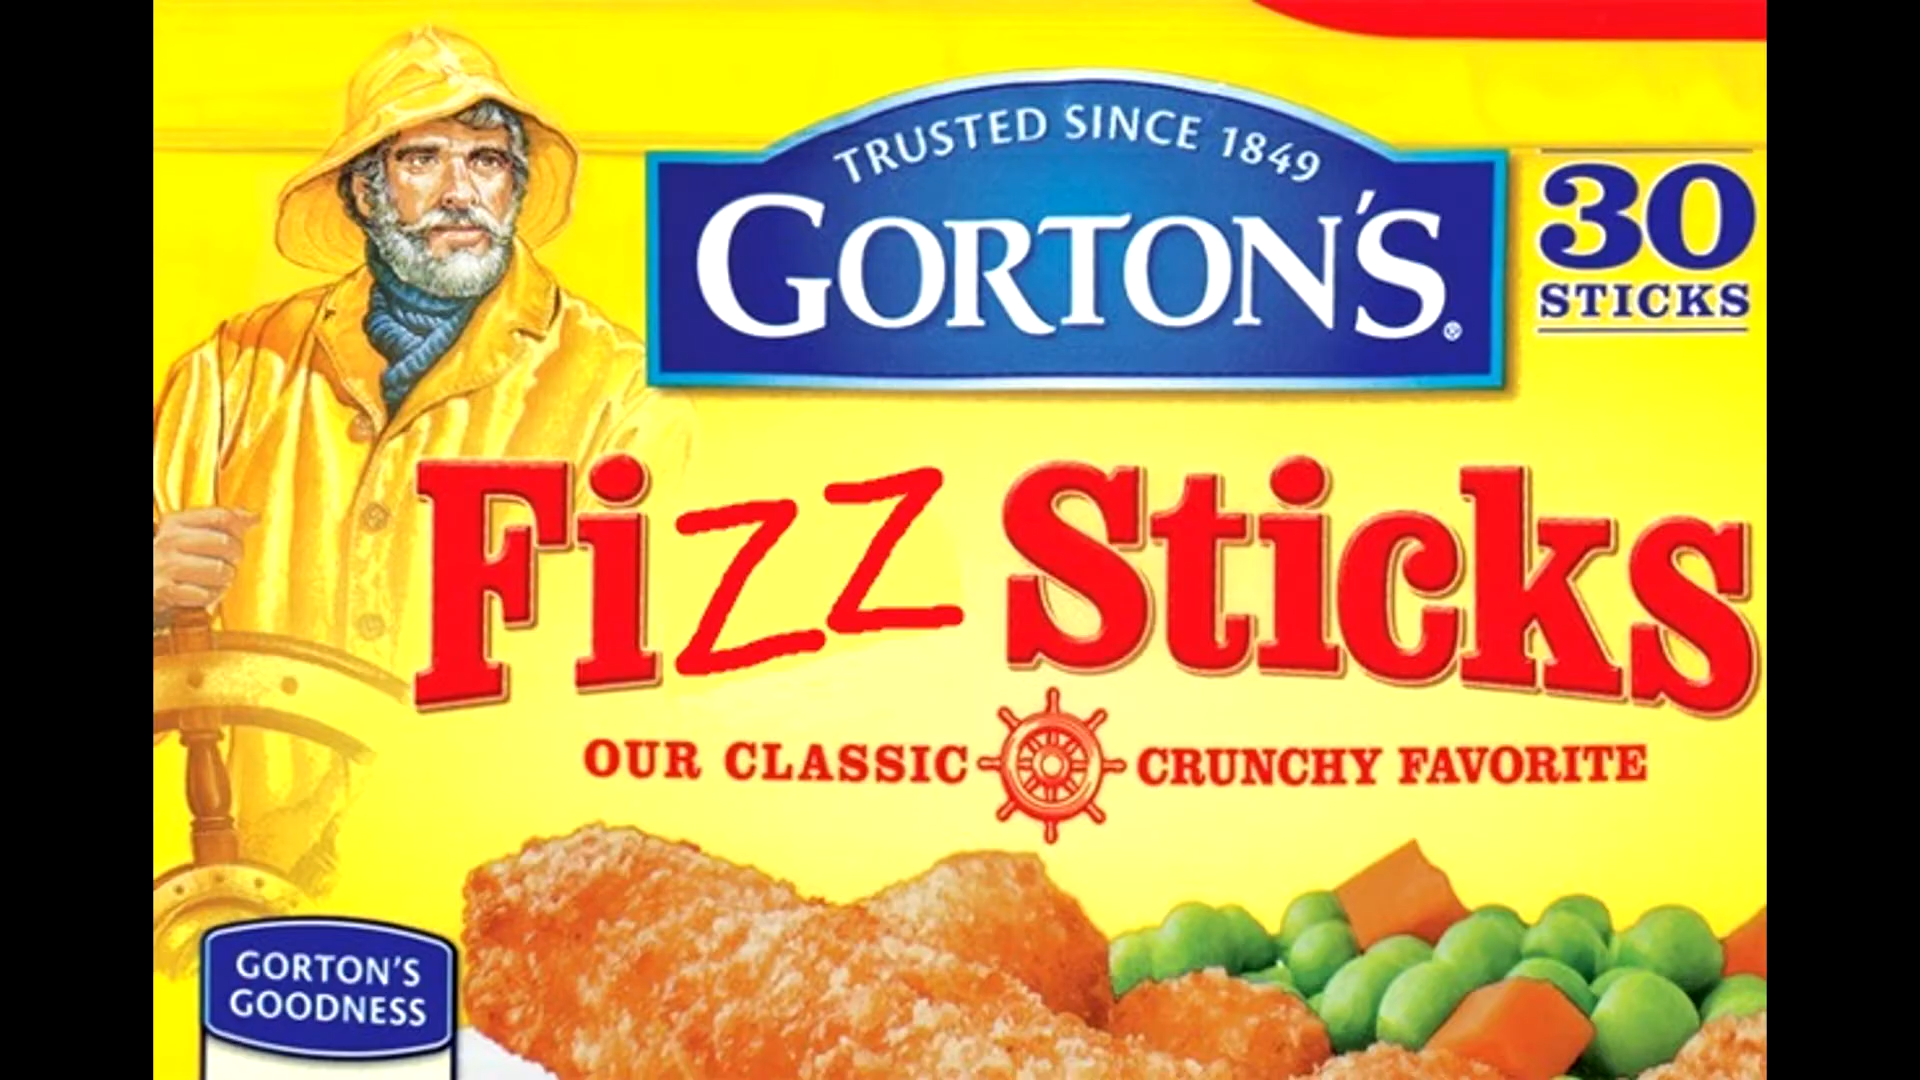 TRUSTED SINCE 1849
GORTON'S®
30
STICKS
Fizz Sticks
OUR CLASSIC CRUNCHY FAVORITE
GORTON'S
GOODNESS